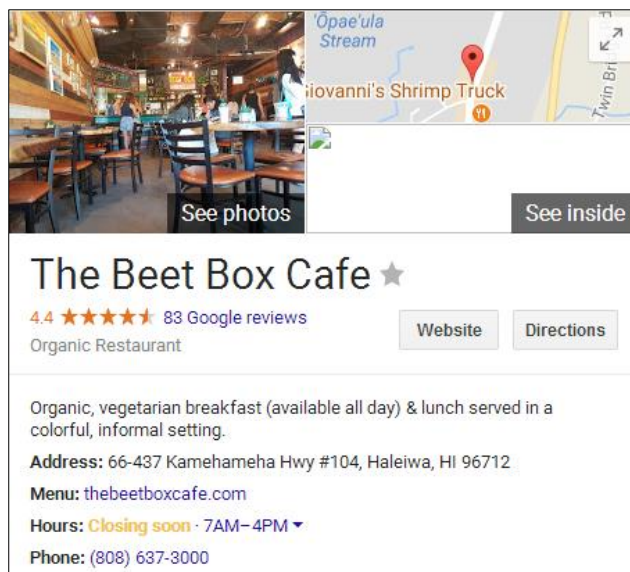 'Ōpae'ula
Stream
iovanni's Shrimp Truck
Twin Bri
See photos
See inside
The Beet Box Cafe
4.4 83 Google reviews
Website
Directions
Organic Restaurant
Organic, vegetarian breakfast (available all day) & lunch served in a
colorful, informal setting.
Address: 66-437 Kamehameha Hwy #104, Haleiwa, HI 96712
Menu: thebeetboxcafe.com
Hours: Closing soon · 7AM–4PM
Phone: (808) 637-3000